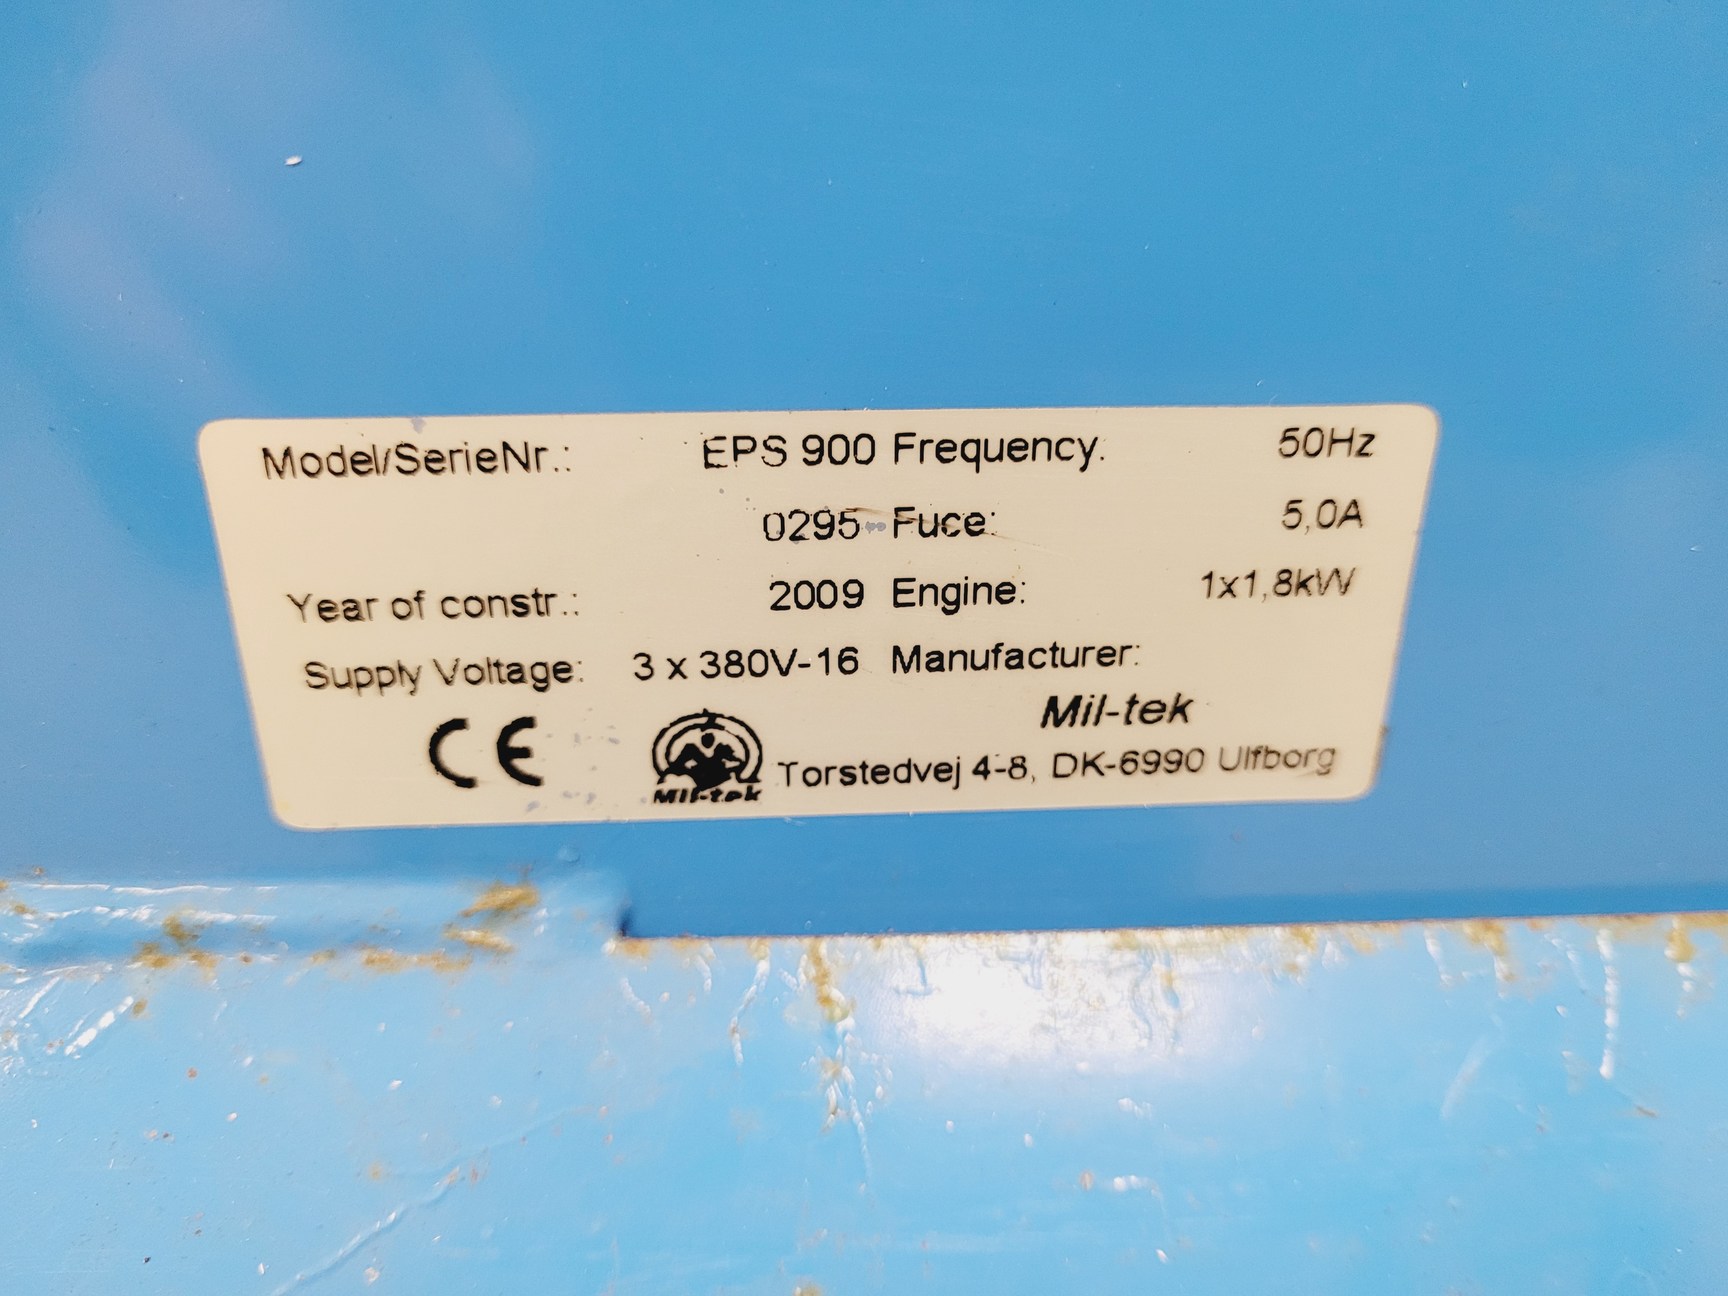 Model/SerieNr.: EPS 900 Frequency: 50Hz
0295 Fuce: 5,0A
Year of constr.: 2009 Engine: 1x1,8kW
Supply Voltage: 3 x 380V-16 Manufacturer:
Mil-tek
CE Mil-tek Torstedvej 4-8, DK-6990 Ulfborg